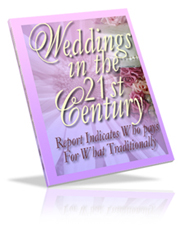 Weddings
in the
21st
Century
Report Indicates Who pays
For What Traditionally